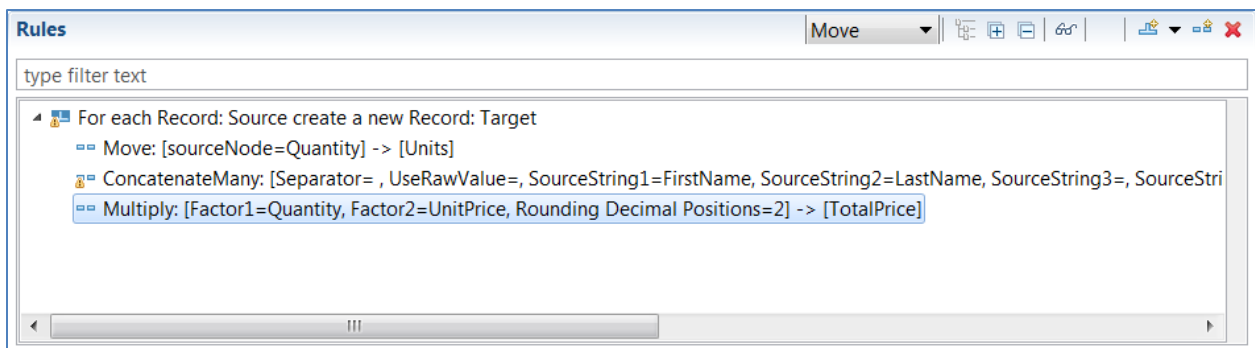 Rules
Move
type filter text
For each Record: Source create a new Record: Target
Move: [sourceNode=Quantity] -> [Units]
ConcatenateMany: [Separator= , UseRawValue=, SourceString1=FirstName, SourceString2=LastName, SourceString3=, SourceStri
Multiply: [Factor1=Quantity, Factor2=UnitPrice, Rounding Decimal Positions=2] -> [TotalPrice]